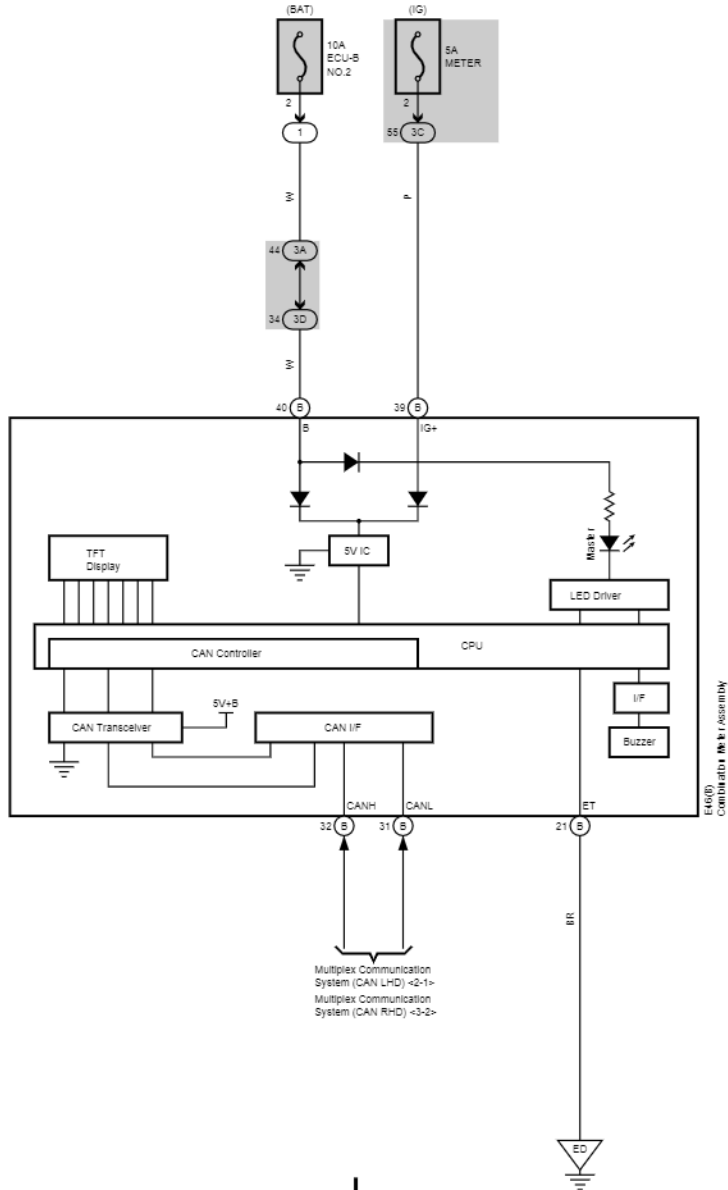 (BAT)
(IG)
10A
ECU-B
NO.2
5A
METER
2
2
1
55 3C
W
P
44 3A
34 3D
W
40 B
39 B
B
IG+
TFT
Display
5V IC
Master
LED Driver
CPU
CAN Controller
5V+B
I/F
CAN Transceiver
CAN I/F
Buzzer
E46(B)
Combination Meter Assembly
CANH
CANL
ET
32 B
31 B
21 B
BR
Multiplex Communication
System (CAN LHD) <2-1>
Multiplex Communication
System (CAN RHD) <3-2>
ED